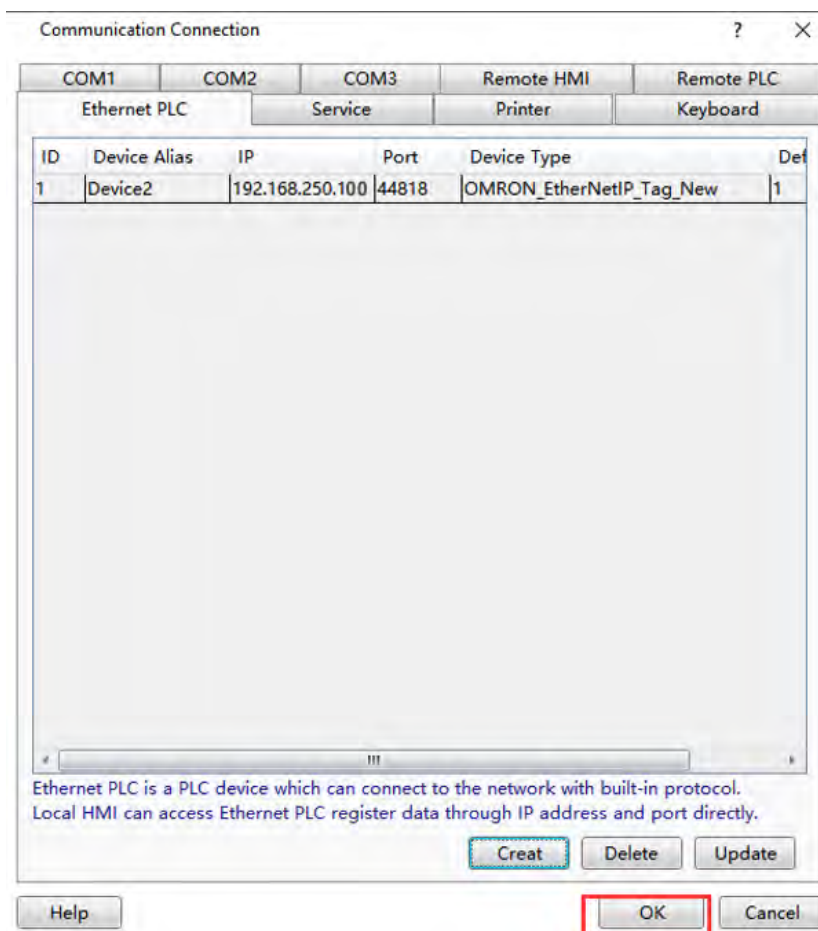 Communication Connection ? ×
COM1 COM2 COM3 Remote HMI Remote PLC
Ethernet PLC Service Printer Keyboard
ID Device Alias IP Port Device Type Def
1 Device2 192.168.250.100 44818 OMRON_EtherNetIP_Tag_New 1
Ethernet PLC is a PLC device which can connect to the network with built-in protocol.
Local HMI can access Ethernet PLC register data through IP address and port directly.
Creat Delete Update
Help OK Cancel